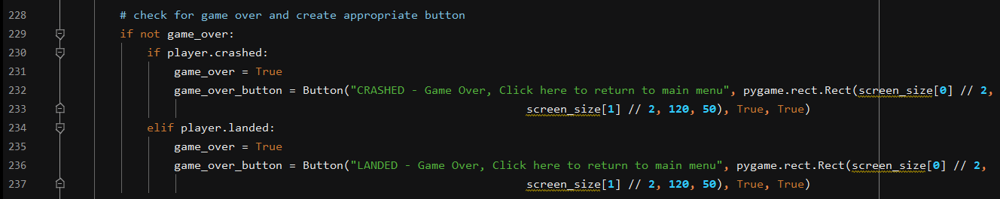 228 # check for game over and create appropriate button
229 if not game_over:
230 if player.crashed:
231 game_over = True
232 game_over_button = Button("CRASHED - Game Over, Click here to return to main menu", pygame.rect.Rect(screen_size[0] // 2,
233 screen_size[1] // 2, 120, 50), True, True)
234 elif player.landed:
235 game_over = True
236 game_over_button = Button("LANDED - Game Over, Click here to return to main menu", pygame.rect.Rect(screen_size[0] // 2,
237 screen_size[1] // 2, 120, 50), True, True)